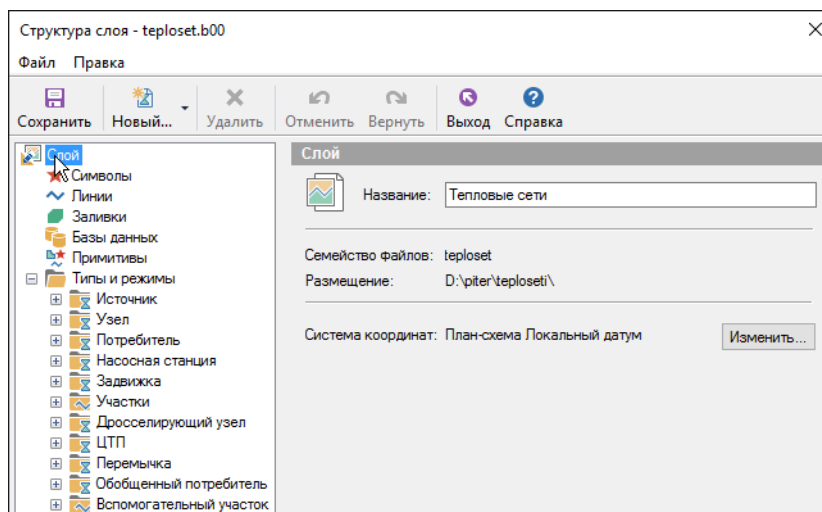 Структура слоя - teploset.b00
Файл Правка
Сохранить Новый... Удалить Отменить Вернуть Выход Справка
Слой
Символы
Линии
Заливки
Базы данных
Примитивы
Типы и режимы
Источник
Узел
Потребитель
Насосная станция
Задвижка
Участки
Дросселирующий узел
ЦТП
Перемычка
Обобщенный потребитель
Вспомогательный участок
Слой
Название: Тепловые сети
Семейство файлов: teploset
Размещение: D:\piter\teploseti\
Система координат: План-схема Локальный датум Изменить...